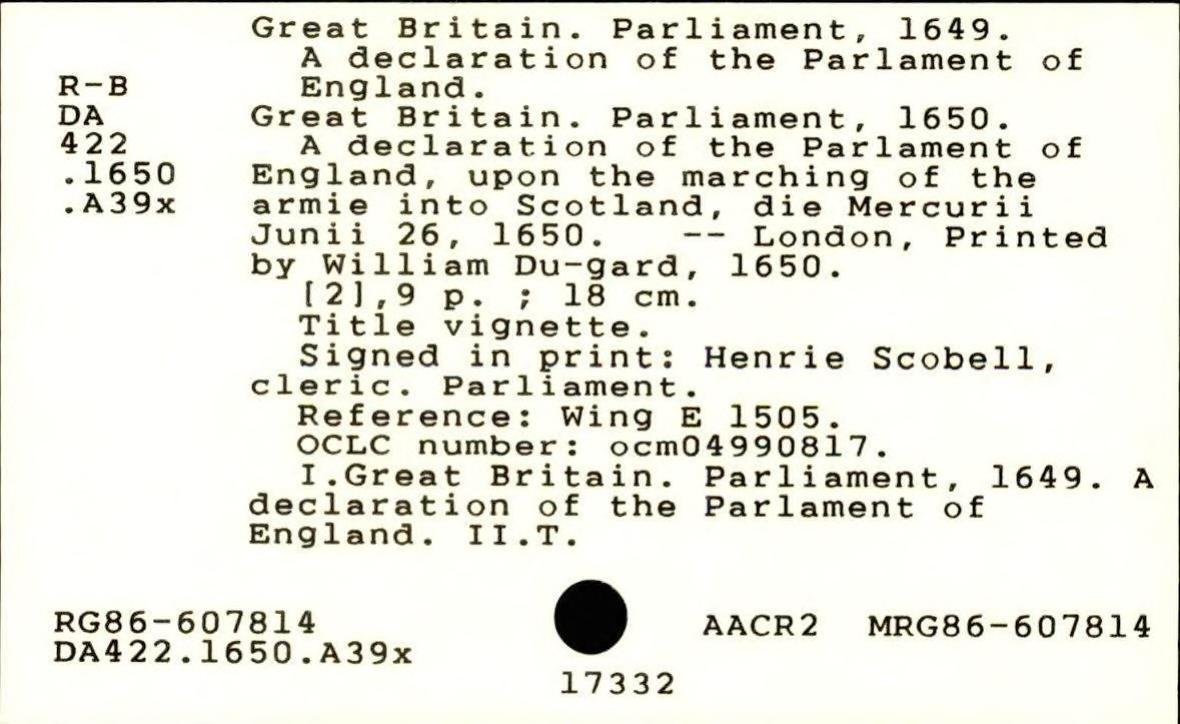 Great Britain. Parliament, 1649.
A declaration of the Parlament of
R-B England.
DA Great Britain. Parliament, 1650.
422 A declaration of the Parlament of
.1650 England, upon the marching of the
.A39x armie into Scotland, die Mercurii
Junii 26, 1650. -- London, Printed
by William Du-gard, 1650.
[2],9 p. ; 18 cm.
Title vignette.
Signed in print: Henrie Scobell,
cleric. Parliament.
Reference: Wing E 1505.
OCLC number: ocm04990817.
I.Great Britain. Parliament, 1649. A
declaration of the Parlament of
England. II.T.
RG86-607814 AACR2 MRG86-607814
DA422.1650.A39x
17332